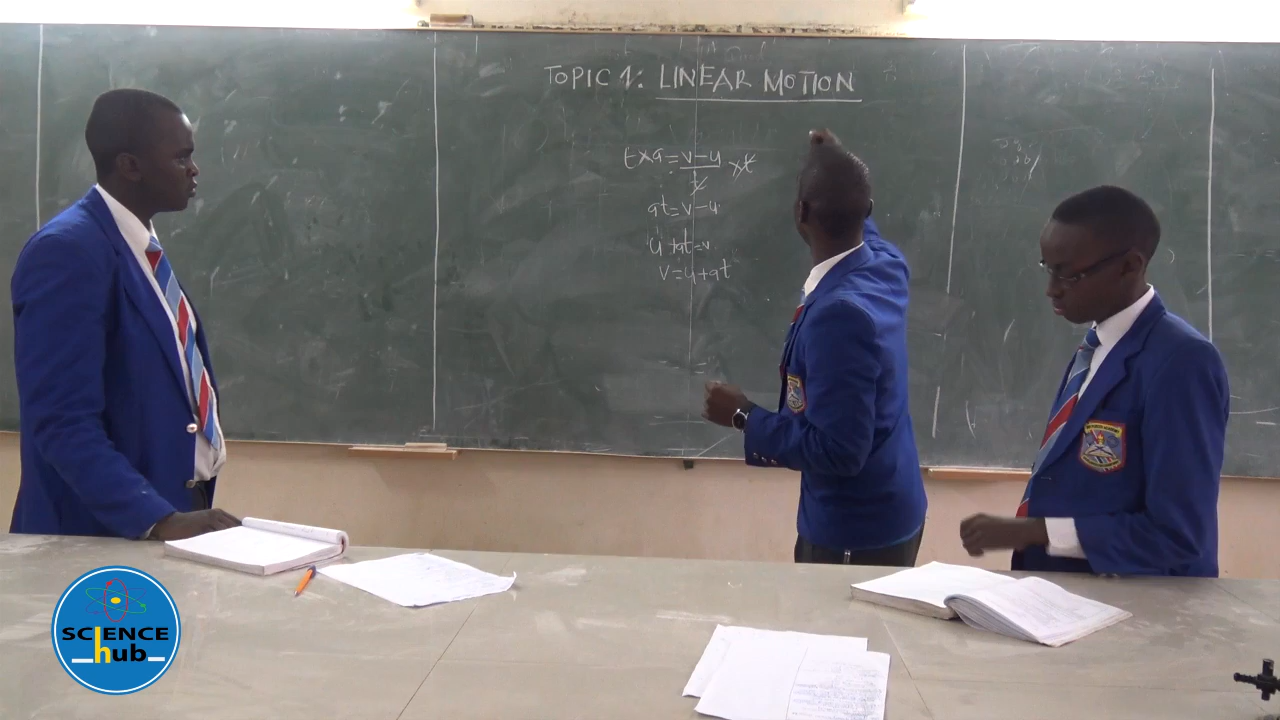 TOPIC 1: LINEAR MOTION
t×a = v-u/t ×t
at = v-u
u+at=v
v=u+at
SCIENCE
hub